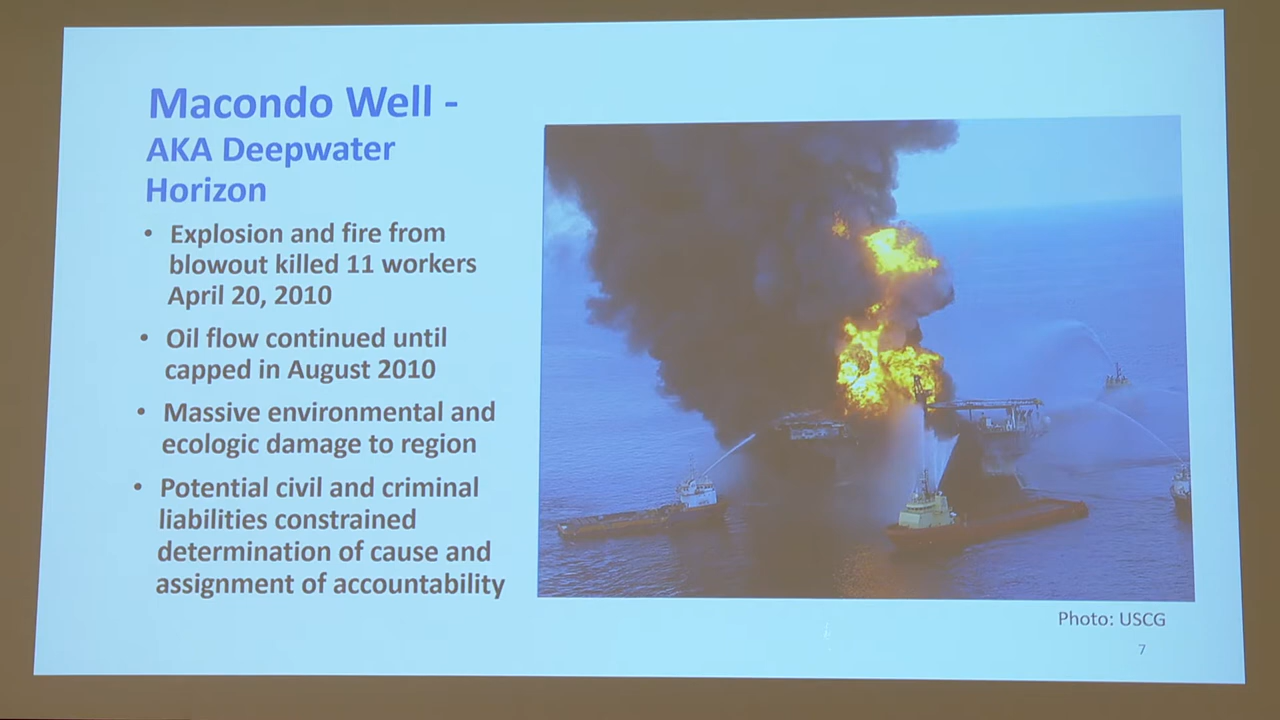 Macondo Well -
AKA Deepwater
Horizon
• Explosion and fire from
blowout killed 11 workers
April 20, 2010
• Oil flow continued until
capped in August 2010
• Massive environmental and
ecologic damage to region
• Potential civil and criminal
liabilities constrained
determination of cause and
assignment of accountability
Photo: USCG
7